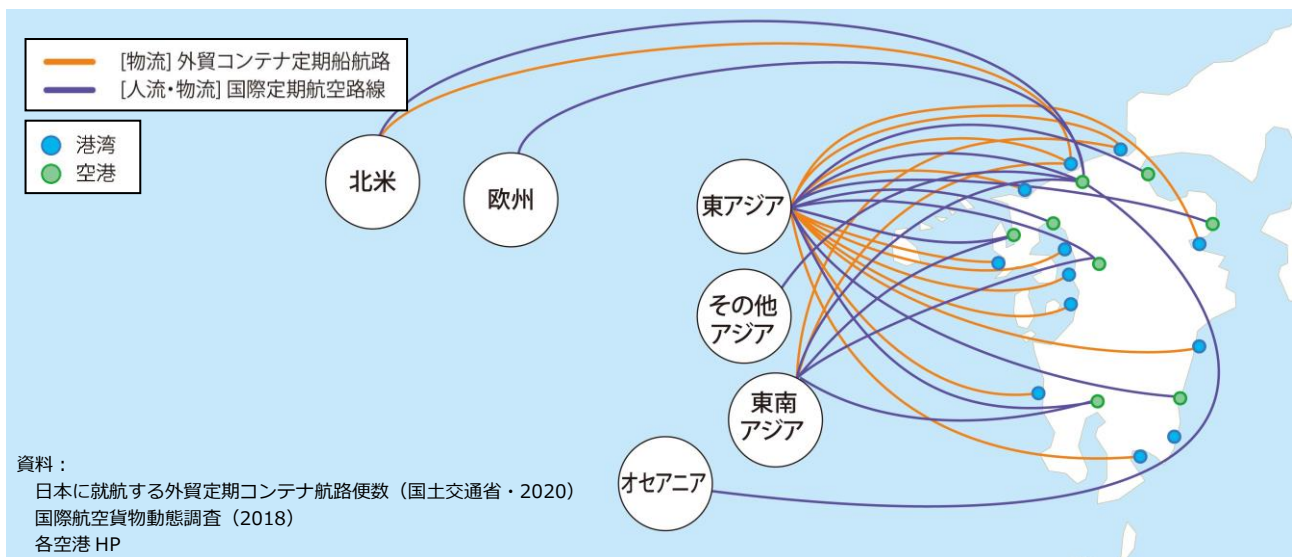 [物流] 外貿コンテナ定期船航路
[人流・物流] 国際定期航空路線
港湾
空港
北米
欧州
東アジア
その他
アジア
東南
アジア
オセアニア
資料：
日本に就航する外貿定期コンテナ航路便数（国土交通省・2020）
国際航空貨物動態調査（2018）
各空港 HP